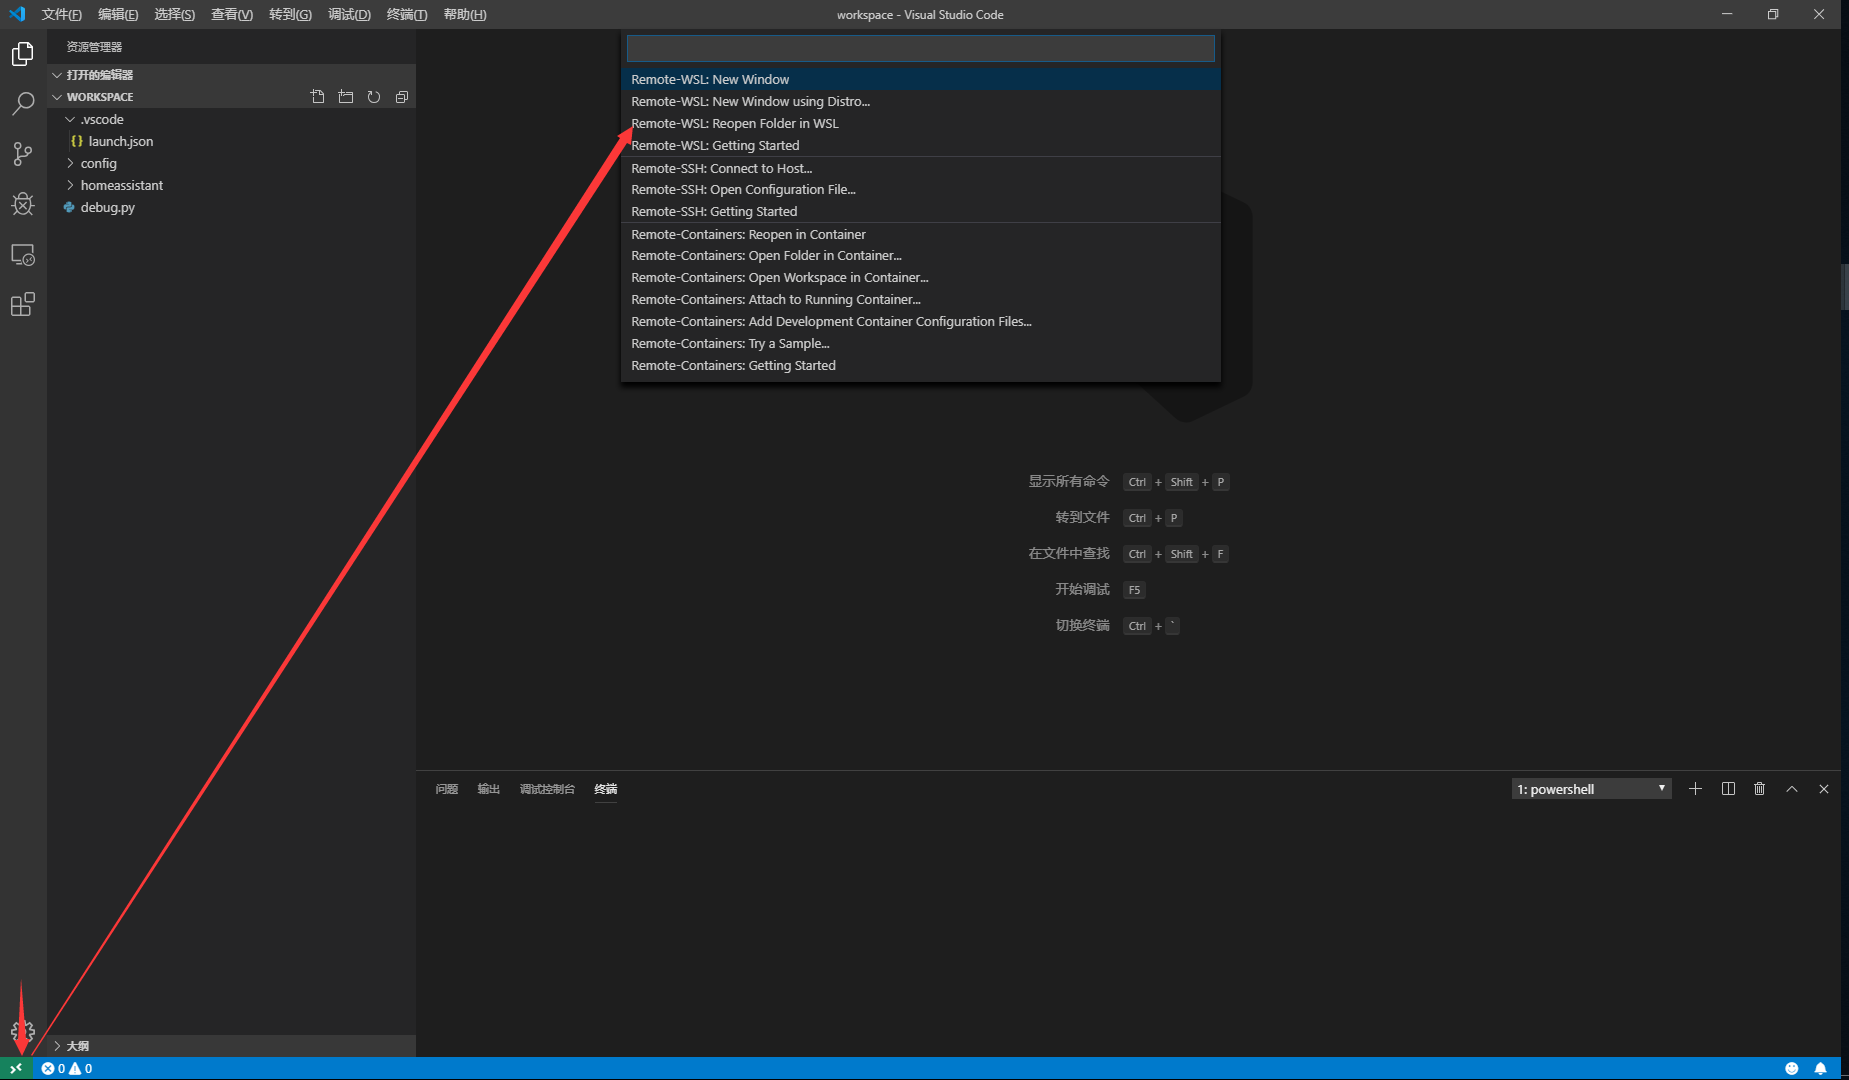 文件(F) 编辑(E) 选择(S) 查看(V) 转到(G) 调试(D) 终端(T) 帮助(H) workspace - Visual Studio Code
资源管理器
打开的编辑器
WORKSPACE
.vscode
{} launch.json
config
homeassistant
debug.py
Remote-WSL: New Window
Remote-WSL: New Window using Distro...
Remote-WSL: Reopen Folder in WSL
Remote-WSL: Getting Started
Remote-SSH: Connect to Host...
Remote-SSH: Open Configuration File...
Remote-SSH: Getting Started
Remote-Containers: Reopen in Container
Remote-Containers: Open Folder in Container...
Remote-Containers: Open Workspace in Container...
Remote-Containers: Attach to Running Container...
Remote-Containers: Add Development Container Configuration Files...
Remote-Containers: Try a Sample...
Remote-Containers: Getting Started
显示所有命令 Ctrl + Shift + P
转到文件 Ctrl + P
在文件中查找 Ctrl + Shift + F
开始调试 F5
切换终端 Ctrl + `
问题 输出 调试控制台 终端 1: powershell
大纲
0 0